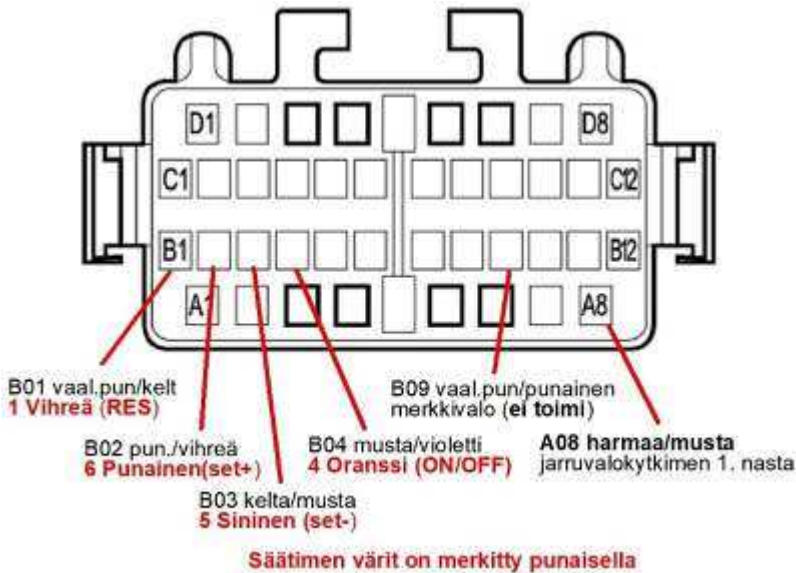 D1
D8
C1
C12
B1
B12
A1
A8
B01 vaal.pun/kelt
1 Vihreä (RES)
B02 pun./vihreä
6 Punainen(set+)
B03 kelta/musta
5 Sininen (set-)
B04 musta/violetti
4 Oranssi (ON/OFF)
B09 vaal.pun/punainen
merkkivalo (ei toimi)
A08 harmaa/musta
jarruvalokytkimen 1. nasta
Säätimen värit on merkitty punaisella